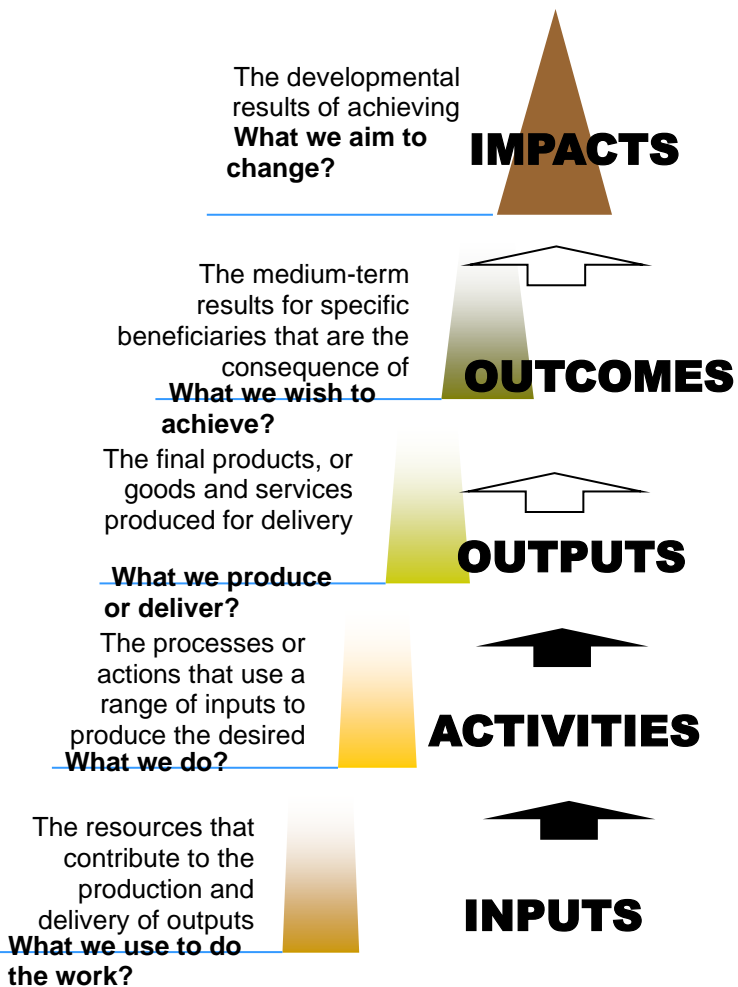 The developmental
results of achieving
What we aim to
change?
IMPACTS
The medium-term
results for specific
beneficiaries that are the
consequence of
What we wish to
achieve?
OUTCOMES
The final products, or
goods and services
produced for delivery
What we produce
or deliver?
OUTPUTS
The processes or
actions that use a
range of inputs to
produce the desired
What we do?
ACTIVITIES
The resources that
contribute to the
production and
delivery of outputs
What we use to do
the work?
INPUTS